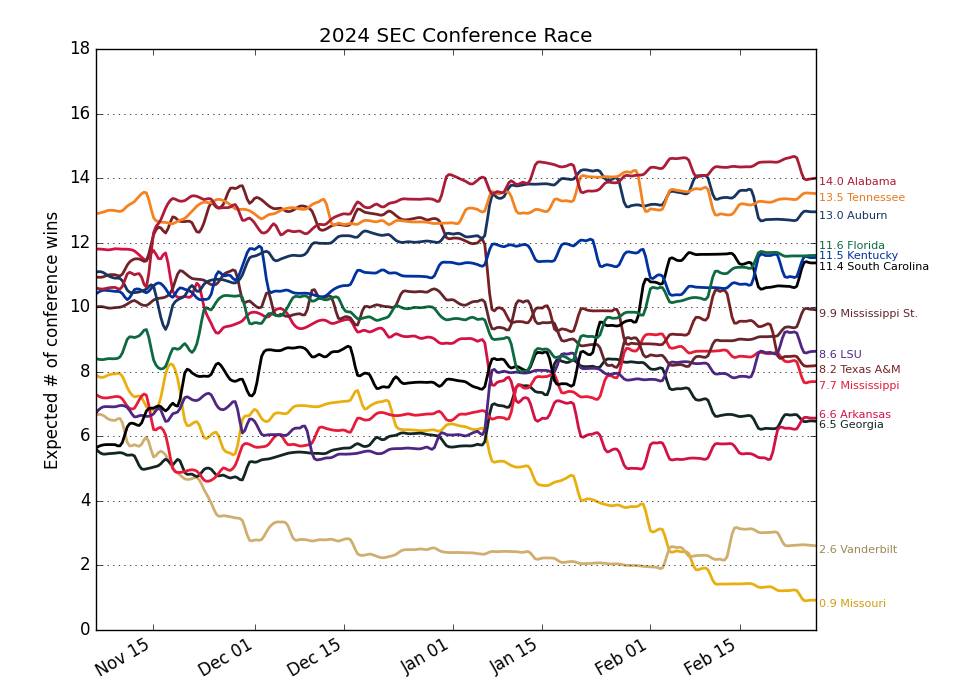 2024 SEC Conference Race
Expected # of conference wins
18
16
14
12
10
8
6
4
2
0
Nov 15
Dec 01
Dec 15
Jan 01
Jan 15
Feb 01
Feb 15
14.0 Alabama
13.5 Tennessee
13.0 Auburn
11.6 Florida
11.5 Kentucky
11.4 South Carolina
9.9 Mississippi St.
8.6 LSU
8.2 Texas A&M
7.7 Mississippi
6.6 Arkansas
6.5 Georgia
2.6 Vanderbilt
0.9 Missouri